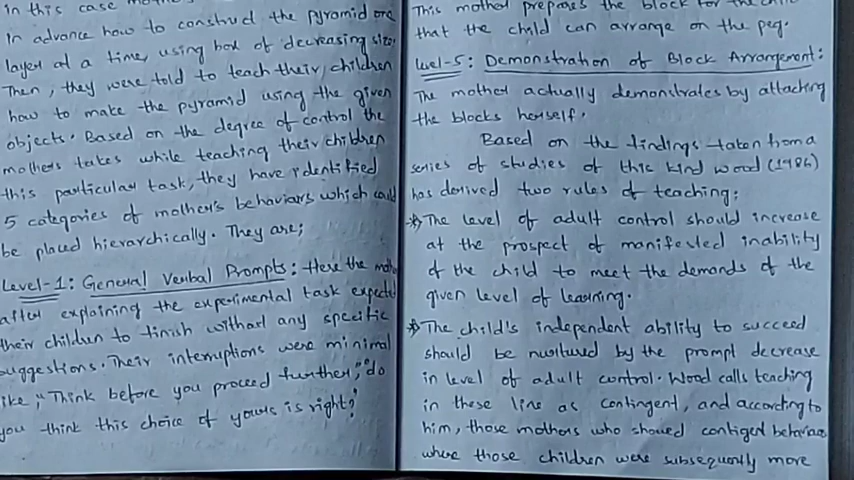 in this case mothers
in advance how to construct the pyramid one
layer at a time, using box of decreasing size.
Then, they were told to teach their children
how to make the pyramid using the given
objects. Based on the degree of control the
mothers takes while teaching their children
this particular task, they have identified
5 categories of mother's behaviors which could
be placed hierarchically. They are;
Level-1: General Verbal Prompts: Here the
after explaining the experimental task expected
their children to finish without any specific
suggestions. Their interruptions were minimal
like, "Think before you proceed further", "do
you think this choice of yours is right?"
This mother prepares the block for the child
that the child can arrange on the peg.
Level-5: Demonstration of Block Arrangement:
The mother actually demonstrates by attacking
the blocks herself.
Based on the findings taken from a
series of studies of this kind Wood (1986)
has derived two rules of teaching:
* The level of adult control should increase
at the prospect of manifested inability
of the child to meet the demands of the
given level of learning.
* The child's independent ability to succeed
should be nurtured by the prompt decrease
in level of adult control. Wood calls teaching
in these line as contingent, and according to
him, those mothers who showed contigent behaviour
where those children were subsequently more